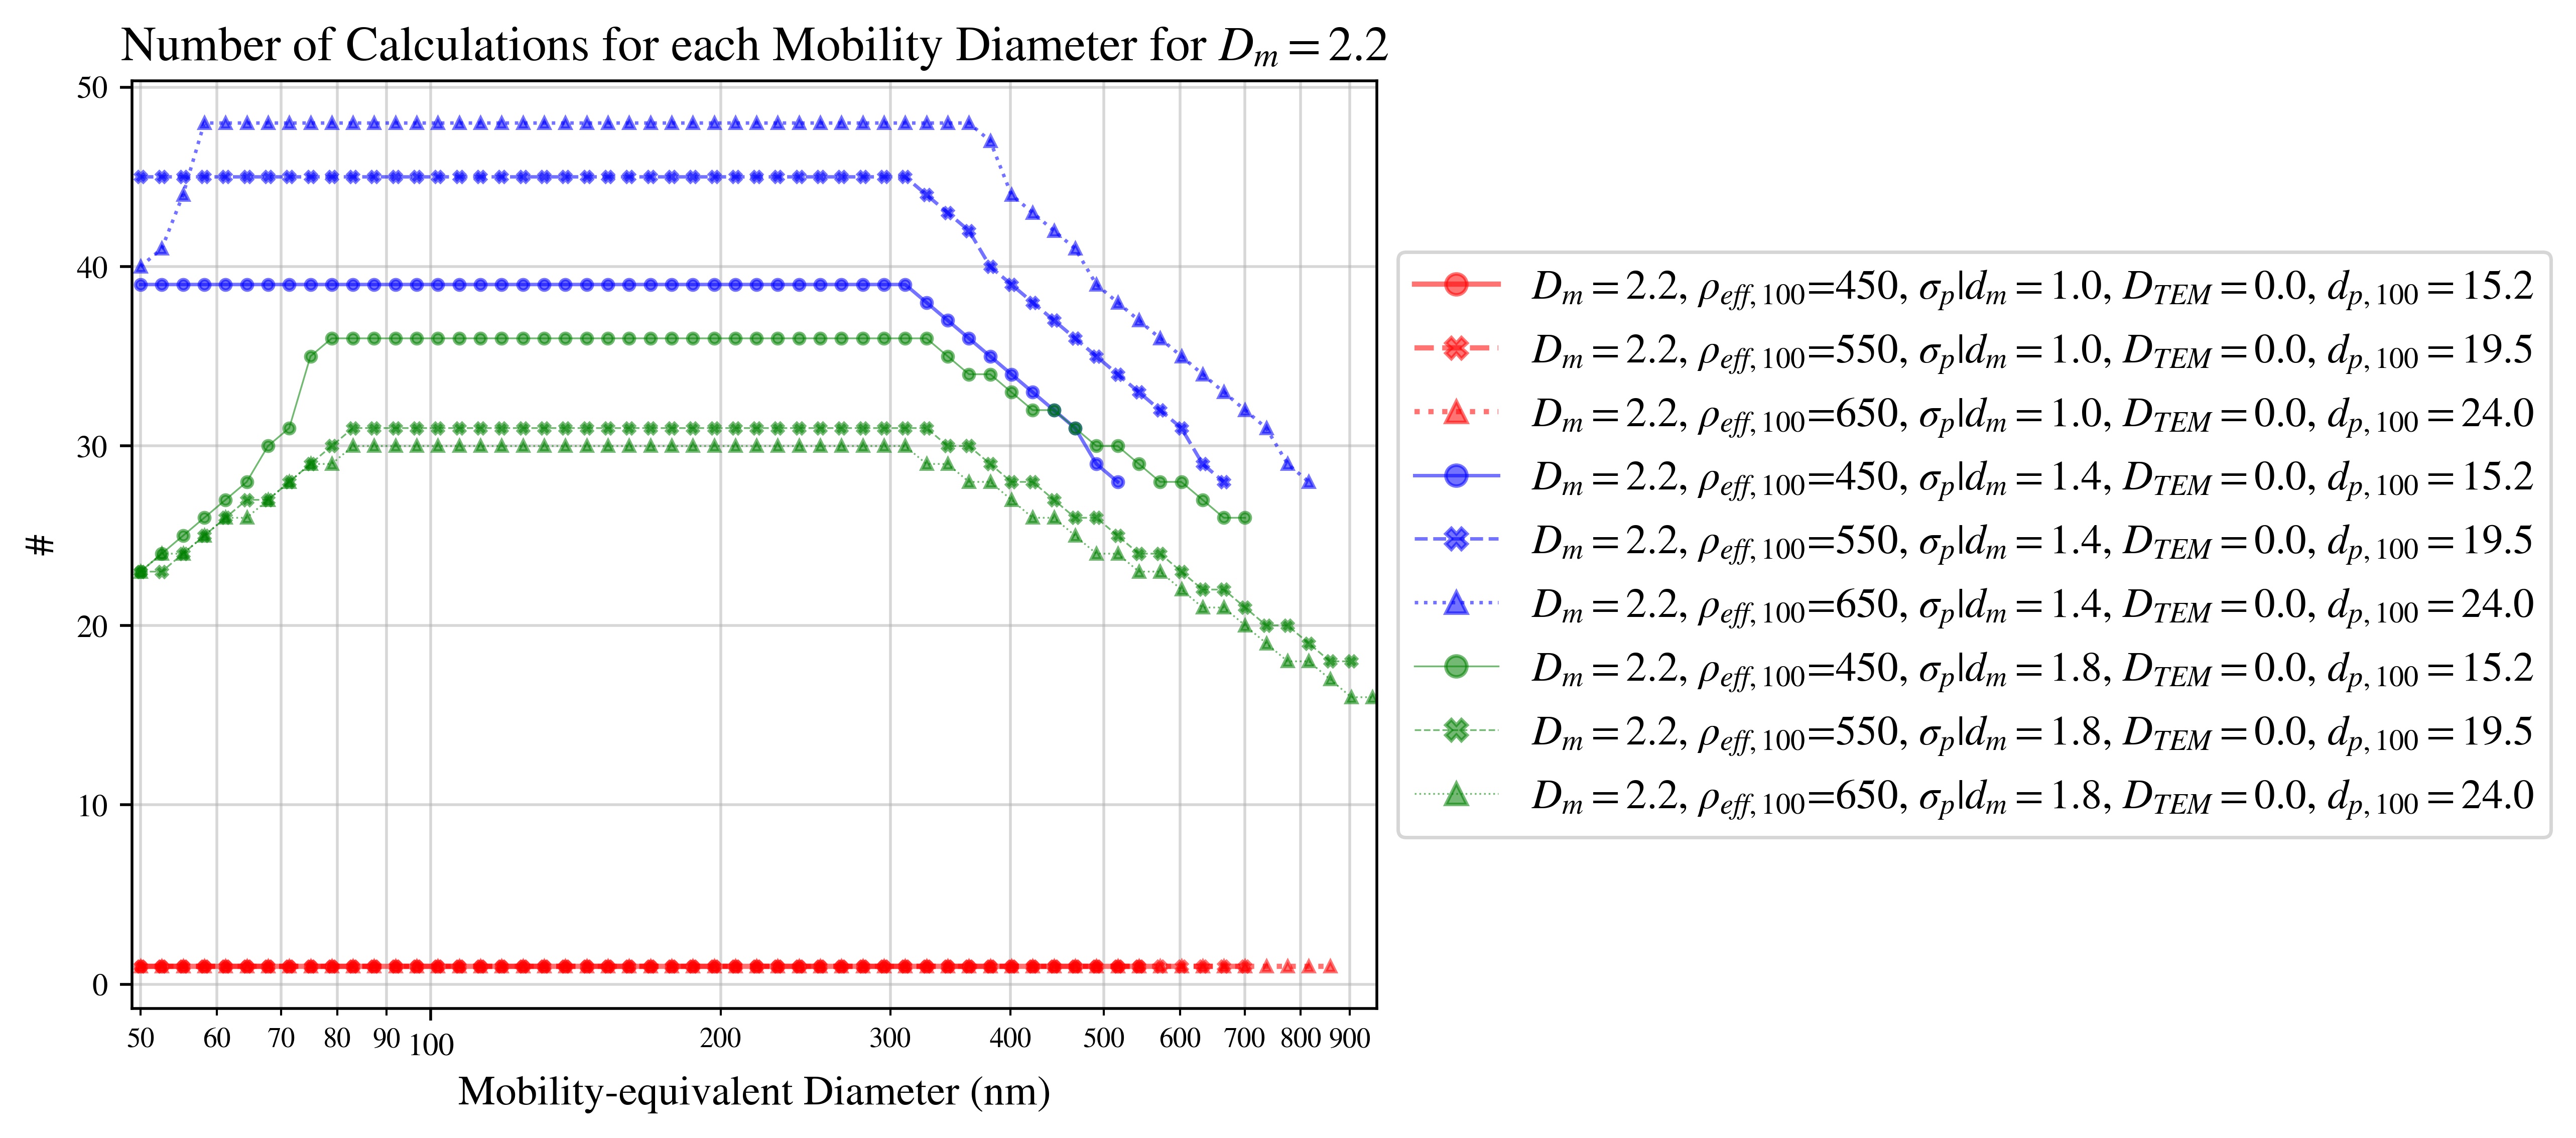 Number of Calculations for each Mobility Diameter for D_m = 2.2
50
40
30
20
10
0
#
50 60 70 80 90 100 200 300 400 500 600 700 800 900
Mobility-equivalent Diameter (nm)
D_m = 2.2, ρ_eff,100=450, σ_p|d_m = 1.0, D_TEM = 0.0, d_p,100 = 15.2
D_m = 2.2, ρ_eff,100=550, σ_p|d_m = 1.0, D_TEM = 0.0, d_p,100 = 19.5
D_m = 2.2, ρ_eff,100=650, σ_p|d_m = 1.0, D_TEM = 0.0, d_p,100 = 24.0
D_m = 2.2, ρ_eff,100=450, σ_p|d_m = 1.4, D_TEM = 0.0, d_p,100 = 15.2
D_m = 2.2, ρ_eff,100=550, σ_p|d_m = 1.4, D_TEM = 0.0, d_p,100 = 19.5
D_m = 2.2, ρ_eff,100=650, σ_p|d_m = 1.4, D_TEM = 0.0, d_p,100 = 24.0
D_m = 2.2, ρ_eff,100=450, σ_p|d_m = 1.8, D_TEM = 0.0, d_p,100 = 15.2
D_m = 2.2, ρ_eff,100=550, σ_p|d_m = 1.8, D_TEM = 0.0, d_p,100 = 19.5
D_m = 2.2, ρ_eff,100=650, σ_p|d_m = 1.8, D_TEM = 0.0, d_p,100 = 24.0